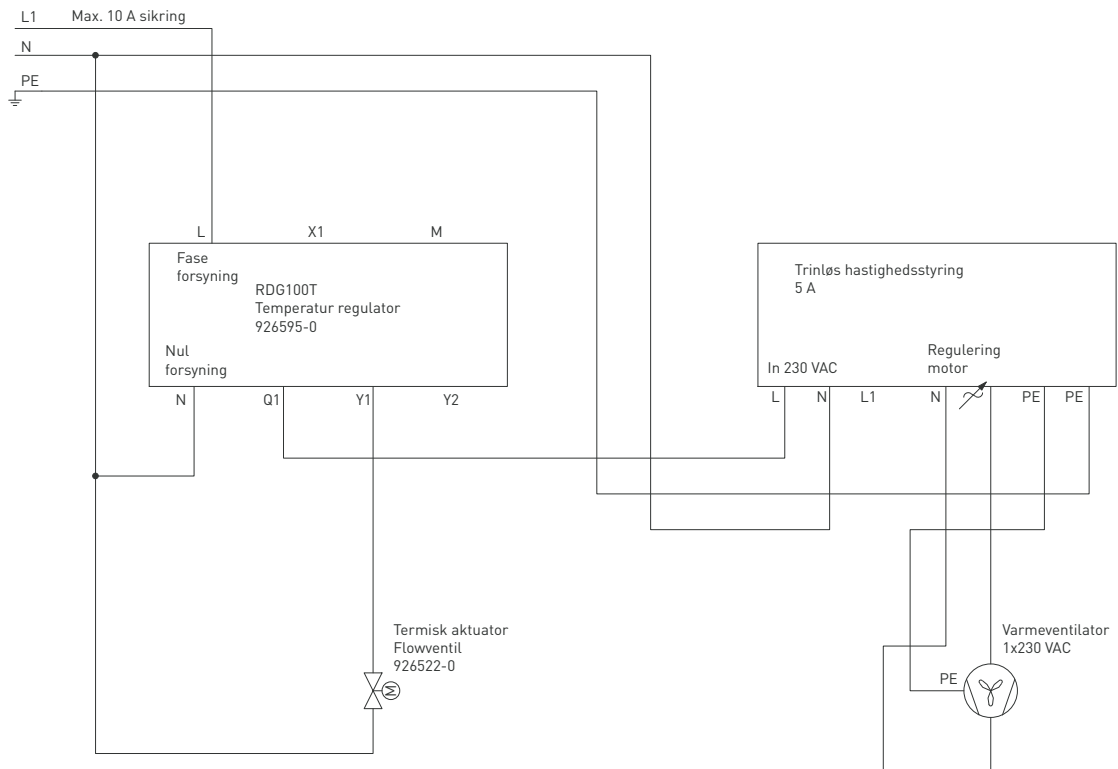 L1 Max. 10 A sikring
N
PE
L X1 M
Fase
forsyning
RDG100T
Temperatur regulator
926595-0
Nul
forsyning
N Q1 Y1 Y2
Trinløs hastighedsstyring
5 A
In 230 VAC
Regulering
motor
L N L1 N PE PE
Termisk aktuator
Flowventil
926522-0
M
Varmeventilator
1x230 VAC
PE